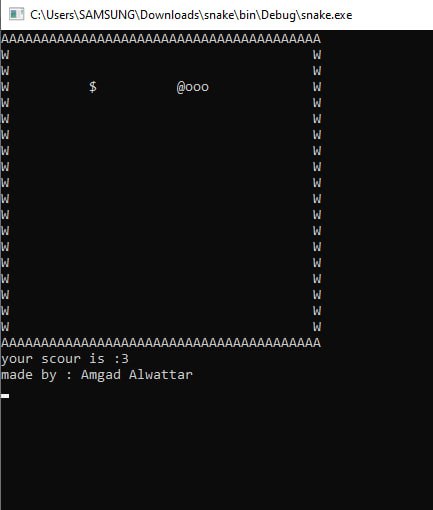 C:\Users\SAMSUNG\Downloads\snake\bin\Debug\snake.exe
AAAAAAAAAAAAAAAAAAAAAAAAAAAAAAAAAAAAAAAA
W                                      W
W                                      W
W          $          @ooo             W
W                                      W
W                                      W
W                                      W
W                                      W
W                                      W
W                                      W
W                                      W
W                                      W
W                                      W
W                                      W
W                                      W
W                                      W
W                                      W
W                                      W
AAAAAAAAAAAAAAAAAAAAAAAAAAAAAAAAAAAAAAAA
your scour is :3
made by : Amgad Alwattar